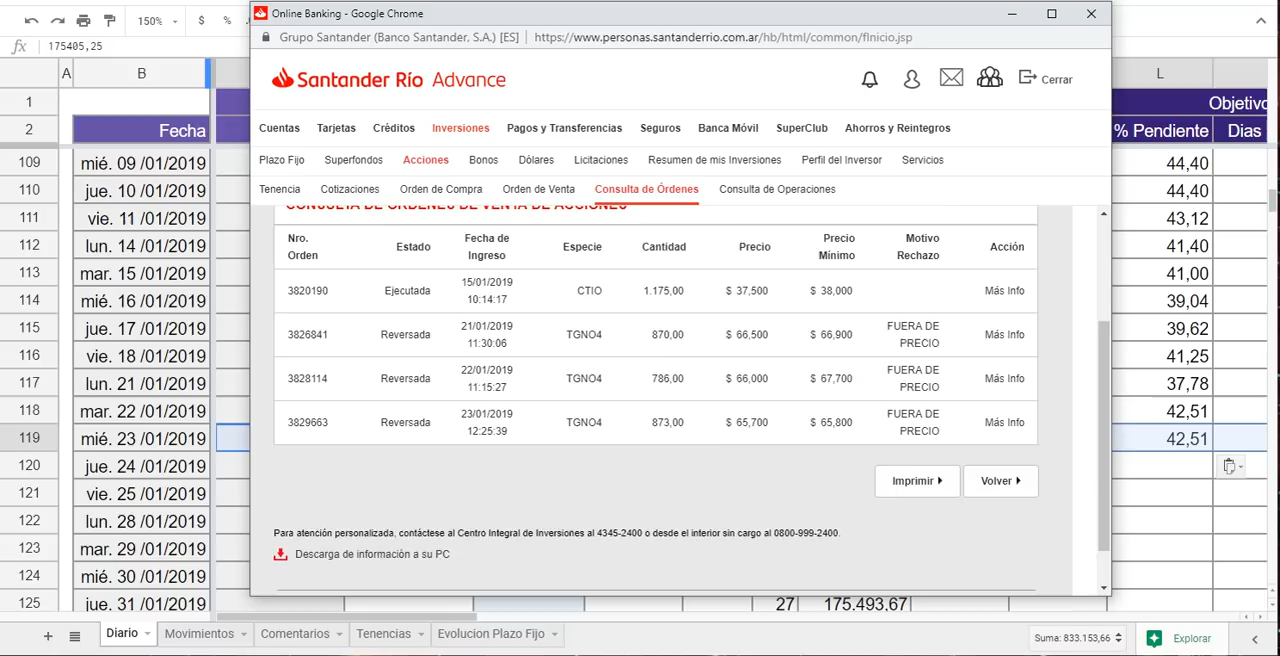 Online Banking - Google Chrome
Grupo Santander (Banco Santander, S.A.) [ES] | https://www.personas.santanderrio.com.ar/hb/html/common/fInicio.jsp
150% $ %
fx 175405,25
Santander Río Advance
Cerrar
Cuentas Tarjetas Créditos Inversiones Pagos y Transferencias Seguros Banca Móvil SuperClub Ahorros y Reintegros
Plazo Fijo Superfondos Acciones Bonos Dólares Licitaciones Resumen de mis Inversiones Perfil del Inversor Servicios
Tenencia Cotizaciones Orden de Compra Orden de Venta Consulta de Órdenes Consulta de Operaciones
CONSULTA DE ÓRDENES DE VENTA DE ACCIONES
Nro. Orden Estado Fecha de Ingreso Especie Cantidad Precio Precio Mínimo Motivo Rechazo Acción
3820190 Ejecutada 15/01/2019 10:14:17 CTIO 1.175,00 $ 37,500 $ 38,000 Más Info
3826841 Reversada 21/01/2019 11:30:06 TGNO4 870,00 $ 66,500 $ 66,900 FUERA DE PRECIO Más Info
3828114 Reversada 22/01/2019 11:15:27 TGNO4 786,00 $ 66,000 $ 67,700 FUERA DE PRECIO Más Info
3829663 Reversada 23/01/2019 12:25:39 TGNO4 873,00 $ 65,700 $ 65,800 FUERA DE PRECIO Más Info
Imprimir Volver
Para atención personalizada, contáctese al Centro Integral de Inversiones al 4345-2400 o desde el interior sin cargo al 0800-999-2400.
Descarga de información a su PC
A B L
1 Objetivo
2 Fecha % Pendiente Dias
109 mié. 09 /01/2019 44,40
110 jue. 10 /01/2019 44,40
111 vie. 11 /01/2019 43,12
112 lun. 14 /01/2019 41,40
113 mar. 15 /01/2019 41,00
114 mié. 16 /01/2019 39,04
115 jue. 17 /01/2019 39,62
116 vie. 18 /01/2019 41,25
117 lun. 21 /01/2019 37,78
118 mar. 22 /01/2019 42,51
119 mié. 23 /01/2019 42,51
120 jue. 24 /01/2019
121 vie. 25 /01/2019
122 lun. 28 /01/2019
123 mar. 29 /01/2019
124 mié. 30 /01/2019
125 jue. 31 /01/2019 27 175.493,67
Diario Movimientos Comentarios Tenencias Evolucion Plazo Fijo Suma: 833.153,66 Explorar